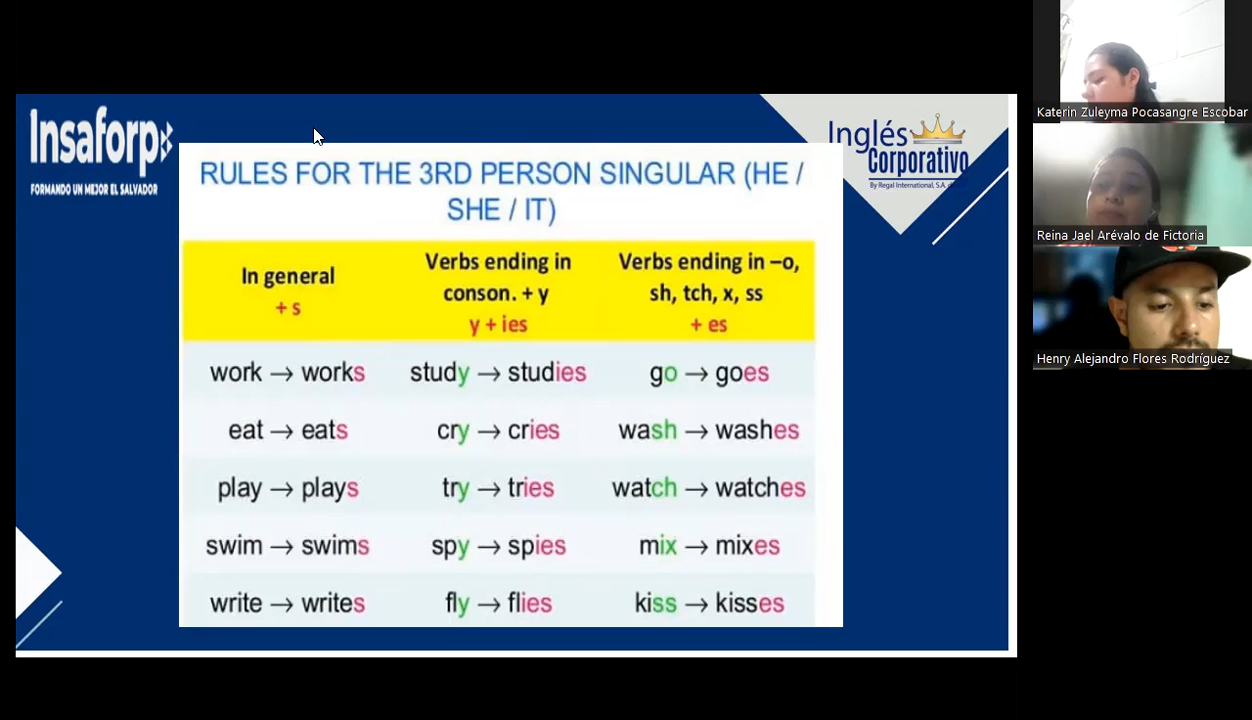 Insaforp
FORMANDO UN MEJOR EL SALVADOR
Inglés
Corporativo
By Regal International, S.A.
RULES FOR THE 3RD PERSON SINGULAR (HE /
SHE / IT)
In general
+ s
Verbs ending in
conson. + y
y + ies
Verbs ending in –o,
sh, tch, x, ss
+ es
work → works
study → studies
go → goes
eat → eats
cry → cries
wash → washes
play → plays
try → tries
watch → watches
swim → swims
spy → spies
mix → mixes
write → writes
fly → flies
kiss → kisses
Katerin Zuleyma Pocasangre Escobar
Reina Jael Arévalo de Fictoria
Henry Alejandro Flores Rodríguez